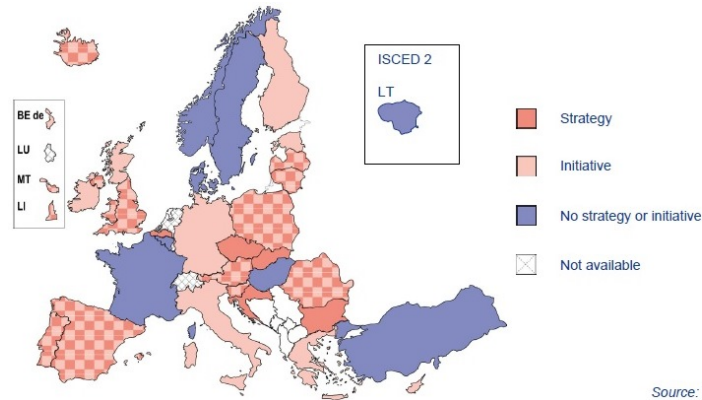 ISCED 2
LT
BE de
LU
MT
LI
Strategy
Initiative
No strategy or initiative
Not available
Source: